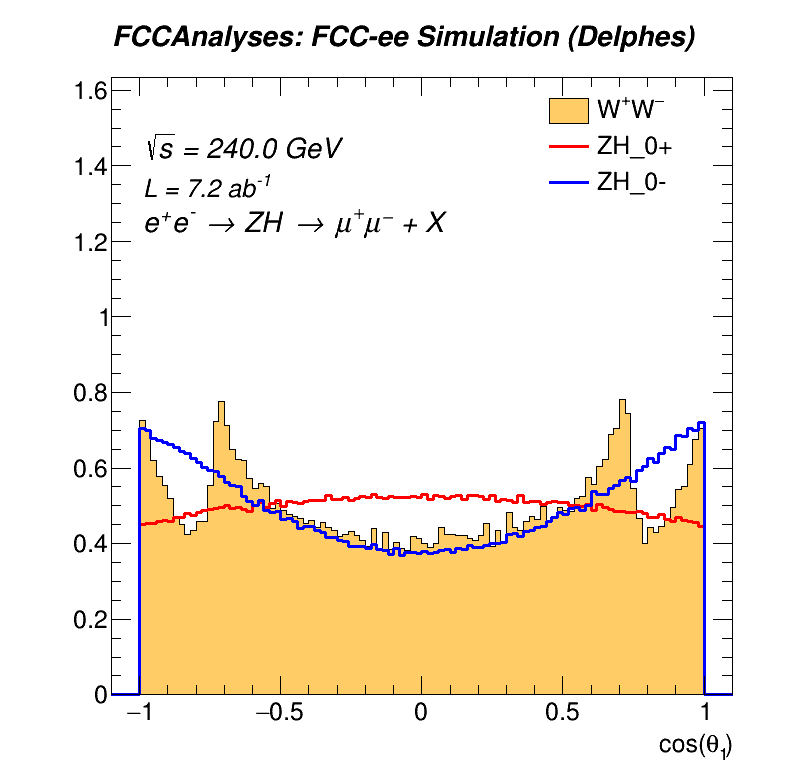 FCCAnalyses: FCC-ee Simulation (Delphes)
√s = 240.0 GeV
L = 7.2 ab⁻¹
e⁺e⁻ → ZH → μ⁺μ⁻ + X
W⁺W⁻
ZH_0+
ZH_0-
1.6
1.4
1.2
1
0.8
0.6
0.4
0.2
0
−1 −0.5 0 0.5 1
cos(θ₁)